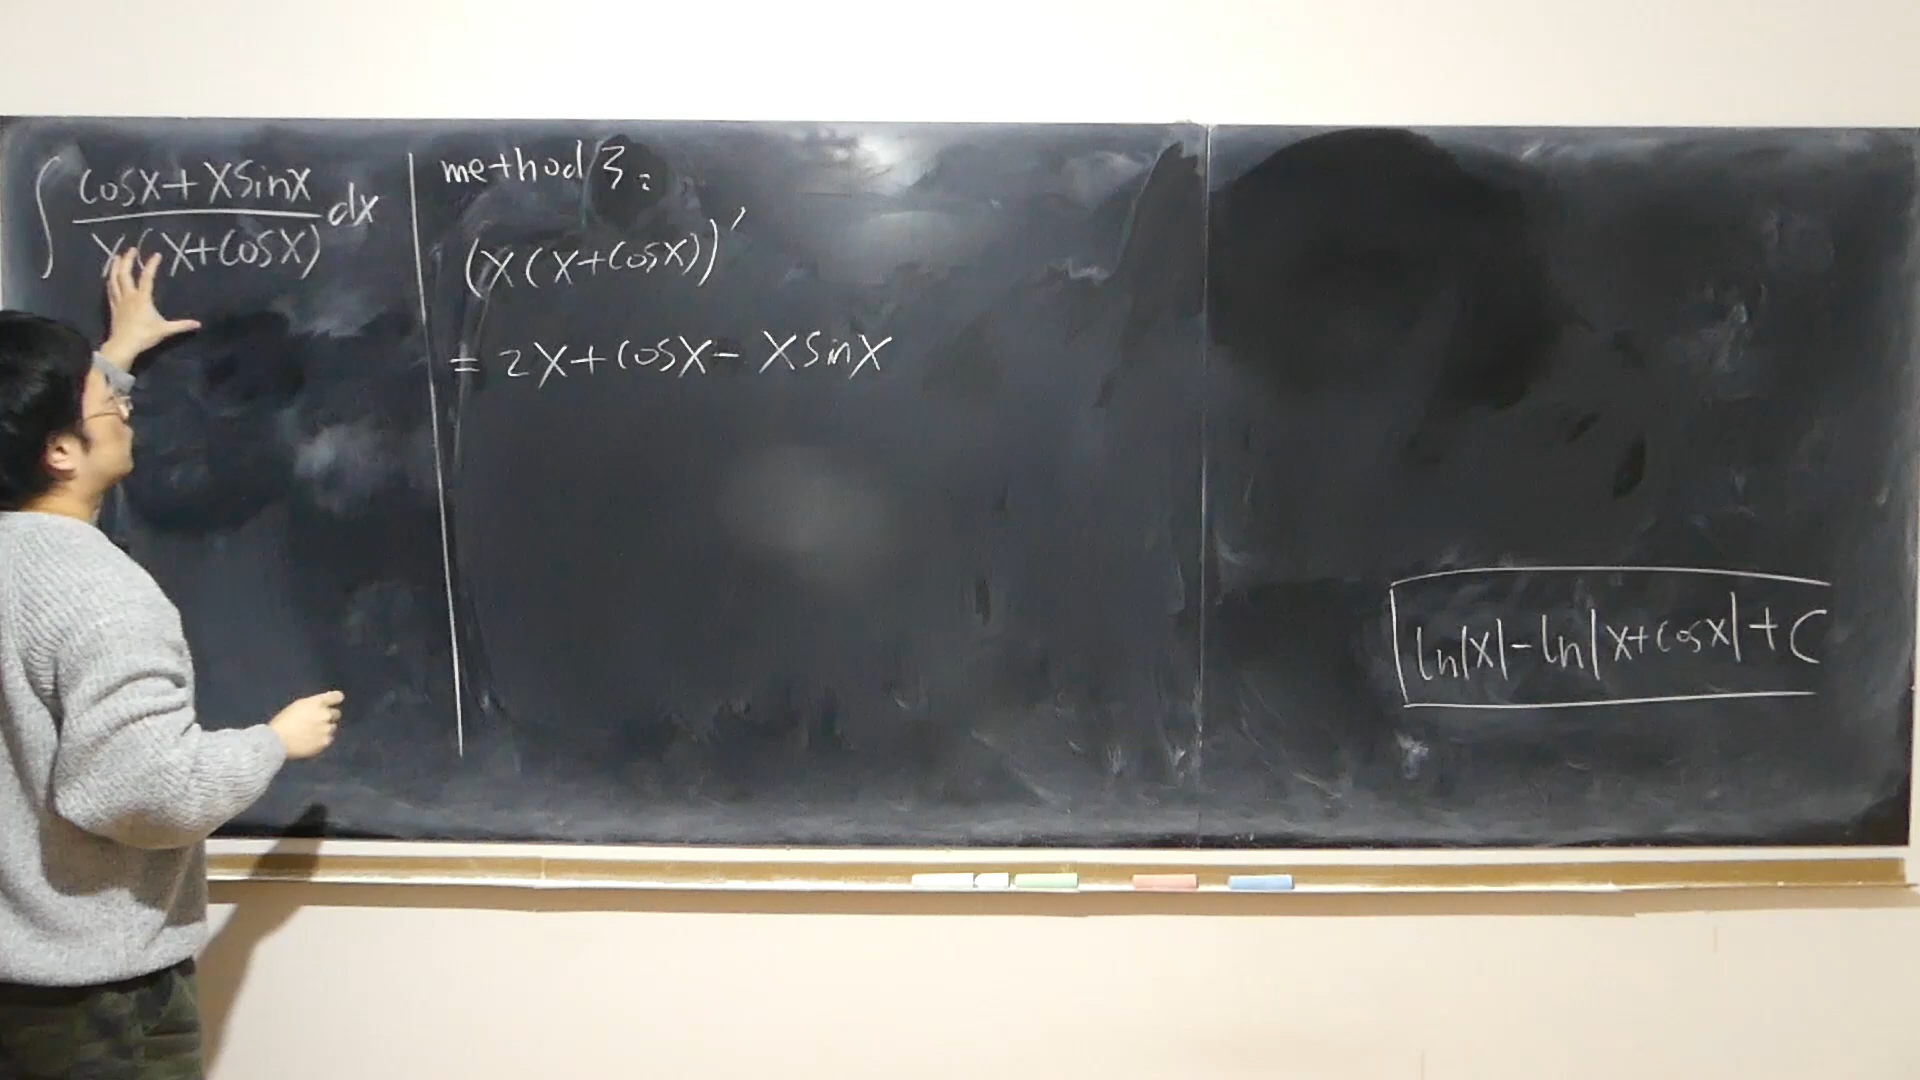 ∫ cosx+xsinx / x(x+cosx) dx
method 3:
(x(x+cosx))'
= 2x+cosx- xsinx
ln|x|-ln|x+cosx|+C